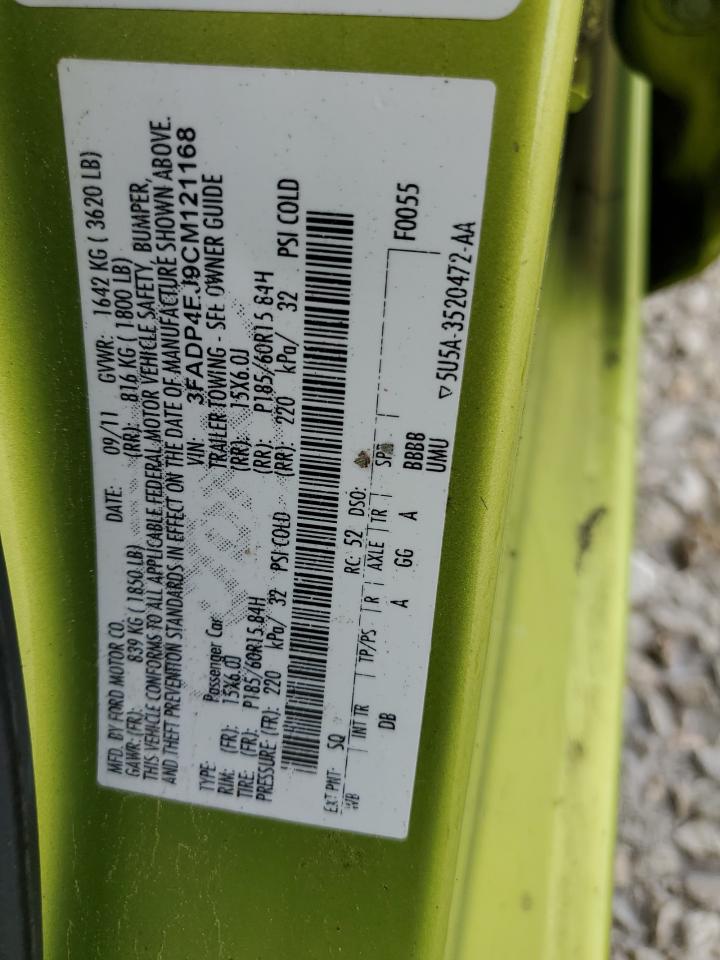 MFD. BY FORD MOTOR CO.
DATE: 09/11 GVWR: 1642 KG ( 3620 LB)
GAWR:(FR): 839 KG ( 1850 LB) (RR): 816 KG ( 1800 LB)
THIS VEHICLE CONFORMS TO ALL APPLICABLE FEDERAL MOTOR VEHICLE SAFETY, BUMPER,
AND THEFT PREVENTION STANDARDS IN EFFECT ON THE DATE OF MANUFACTURE SHOWN ABOVE.
VIN: 3FADP4EJ9CM121168
TYPE: Passenger Car TRAILER TOWING - SEE OWNER GUIDE
RIM: (FR): 15X6.0J (RR): 15X6.0J
TIRE: (FR): P185/60R15 84H (RR): P185/60R15 84H
PRESSURE (FR): 220 kPa/ 32 PSI COLD (RR): 220 kPa/ 32 PSI COLD
EXT PNT: SQ RC: 52 DSO:
WB INT TR TP/PS R AXLE TR SPR F0055
DB A GG A BBBB
UMU
▽5U5A-3520472-AA